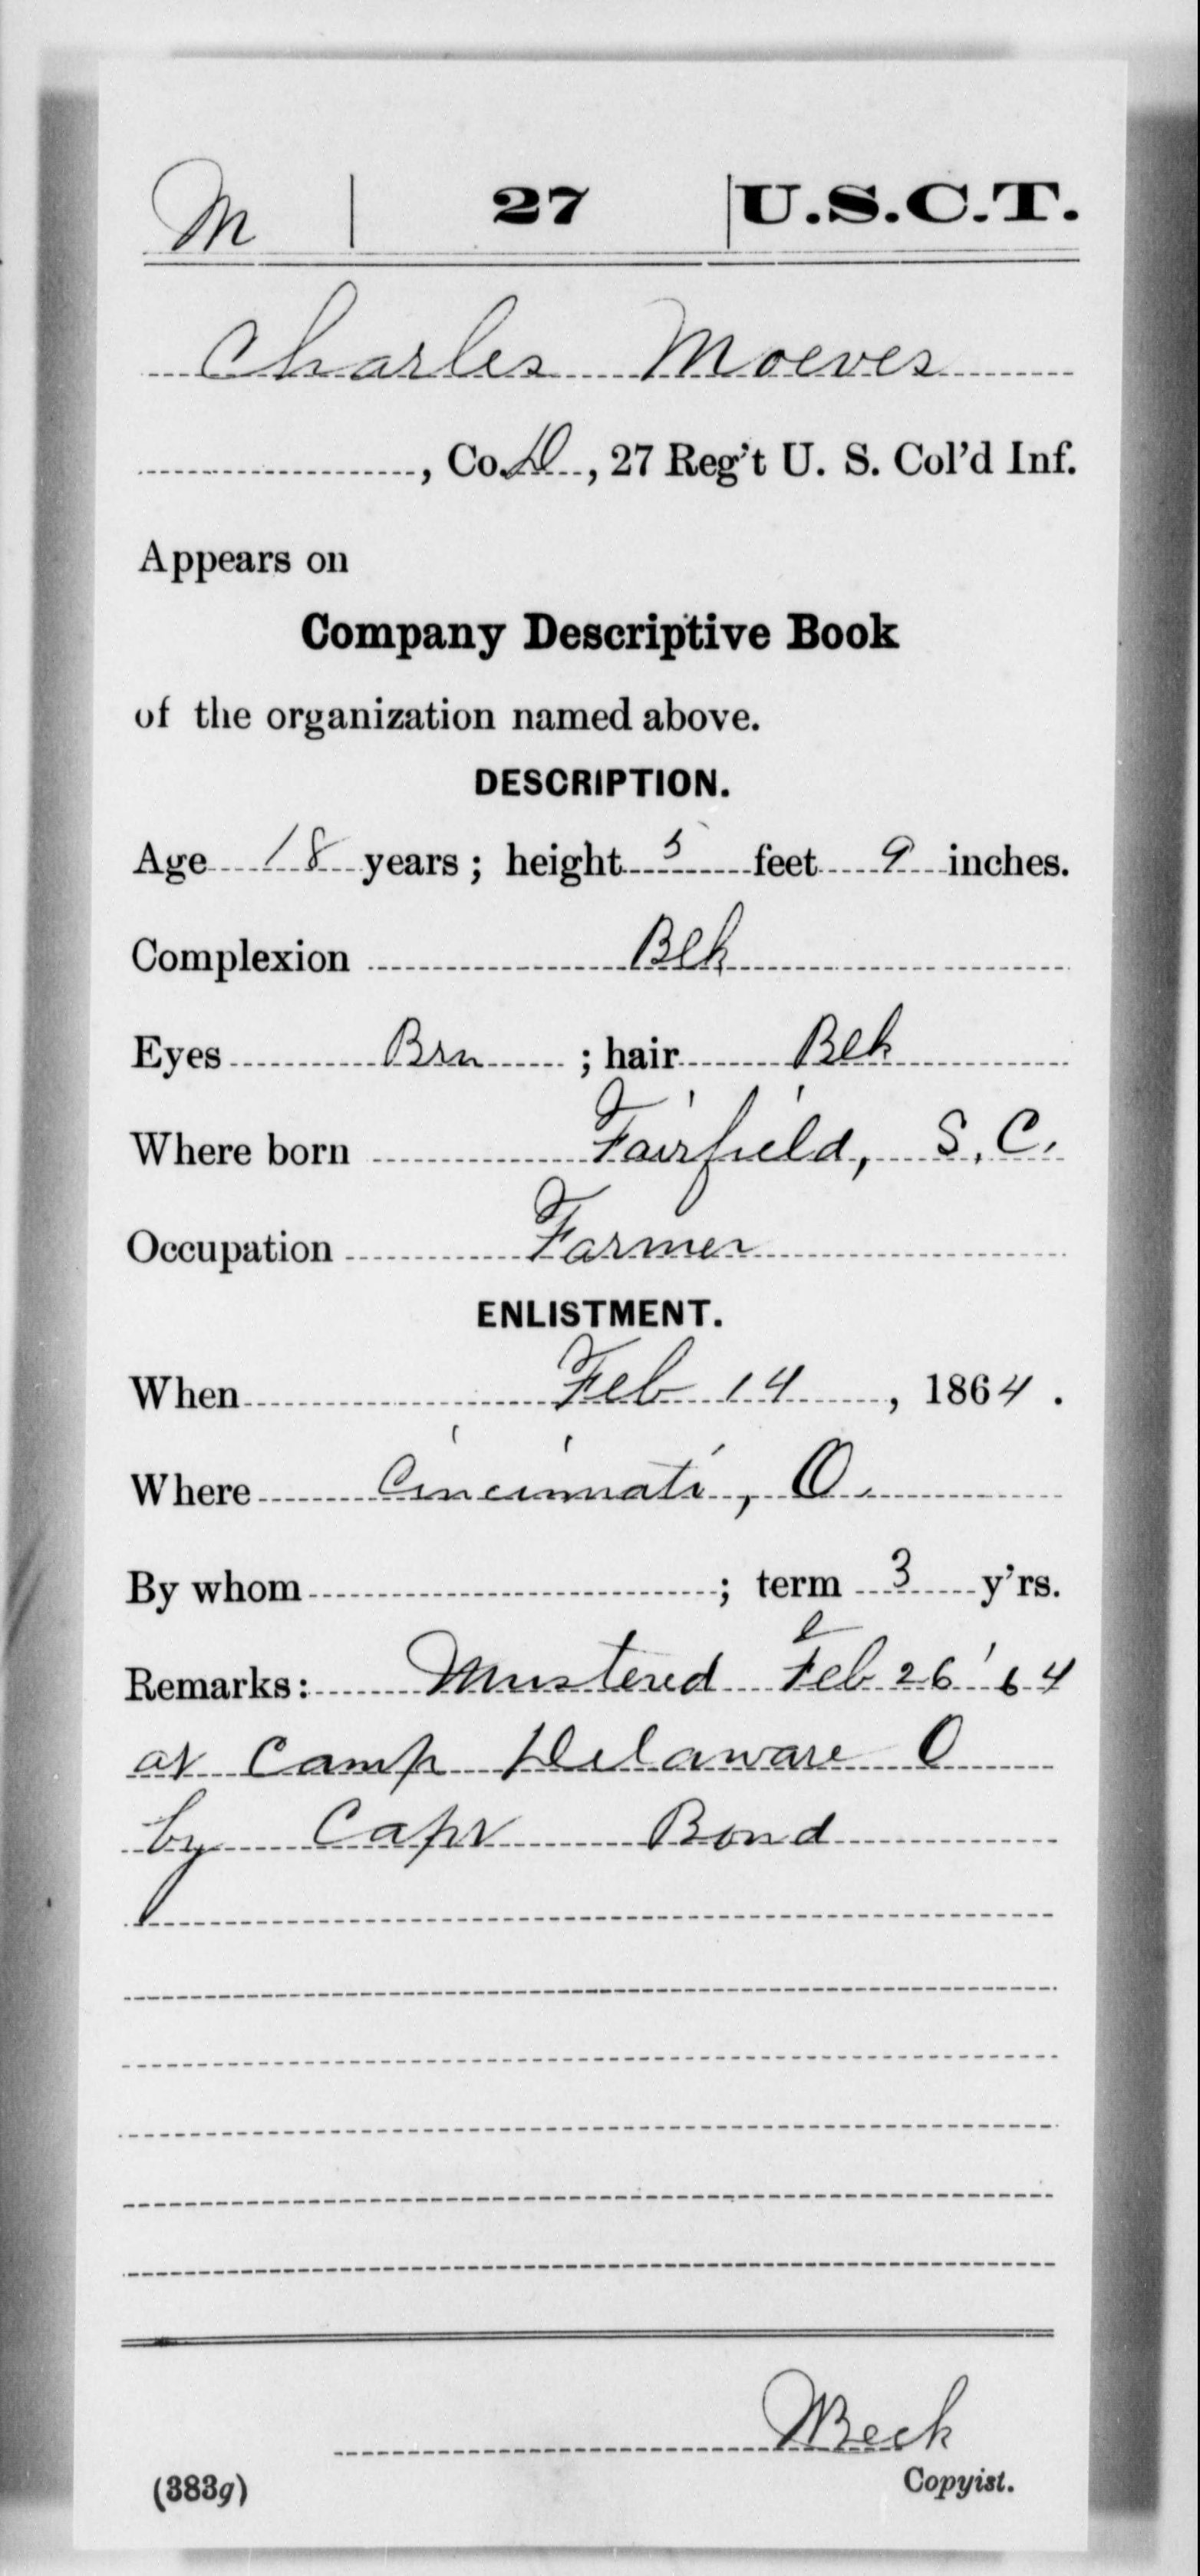 M | 27 | U.S.C.T.
Charles Moeves
, Co. D, 27 Reg't U. S. Col'd Inf.
Appears on
Company Descriptive Book
of the organization named above.
DESCRIPTION.
Age 18 years; height 5 feet 9 inches.
Complexion Blk
Eyes Brn ; hair Blk
Where born Fairfield, S.C.
Occupation Farmer
ENLISTMENT.
When Feb 14, 1864.
Where Cincinnati, O.
By whom ; term 3 y'rs.
Remarks: Mustered Feb 26 '64
at Camp Delaware O
by Capt Bond
Beck
(383g) Copyist.